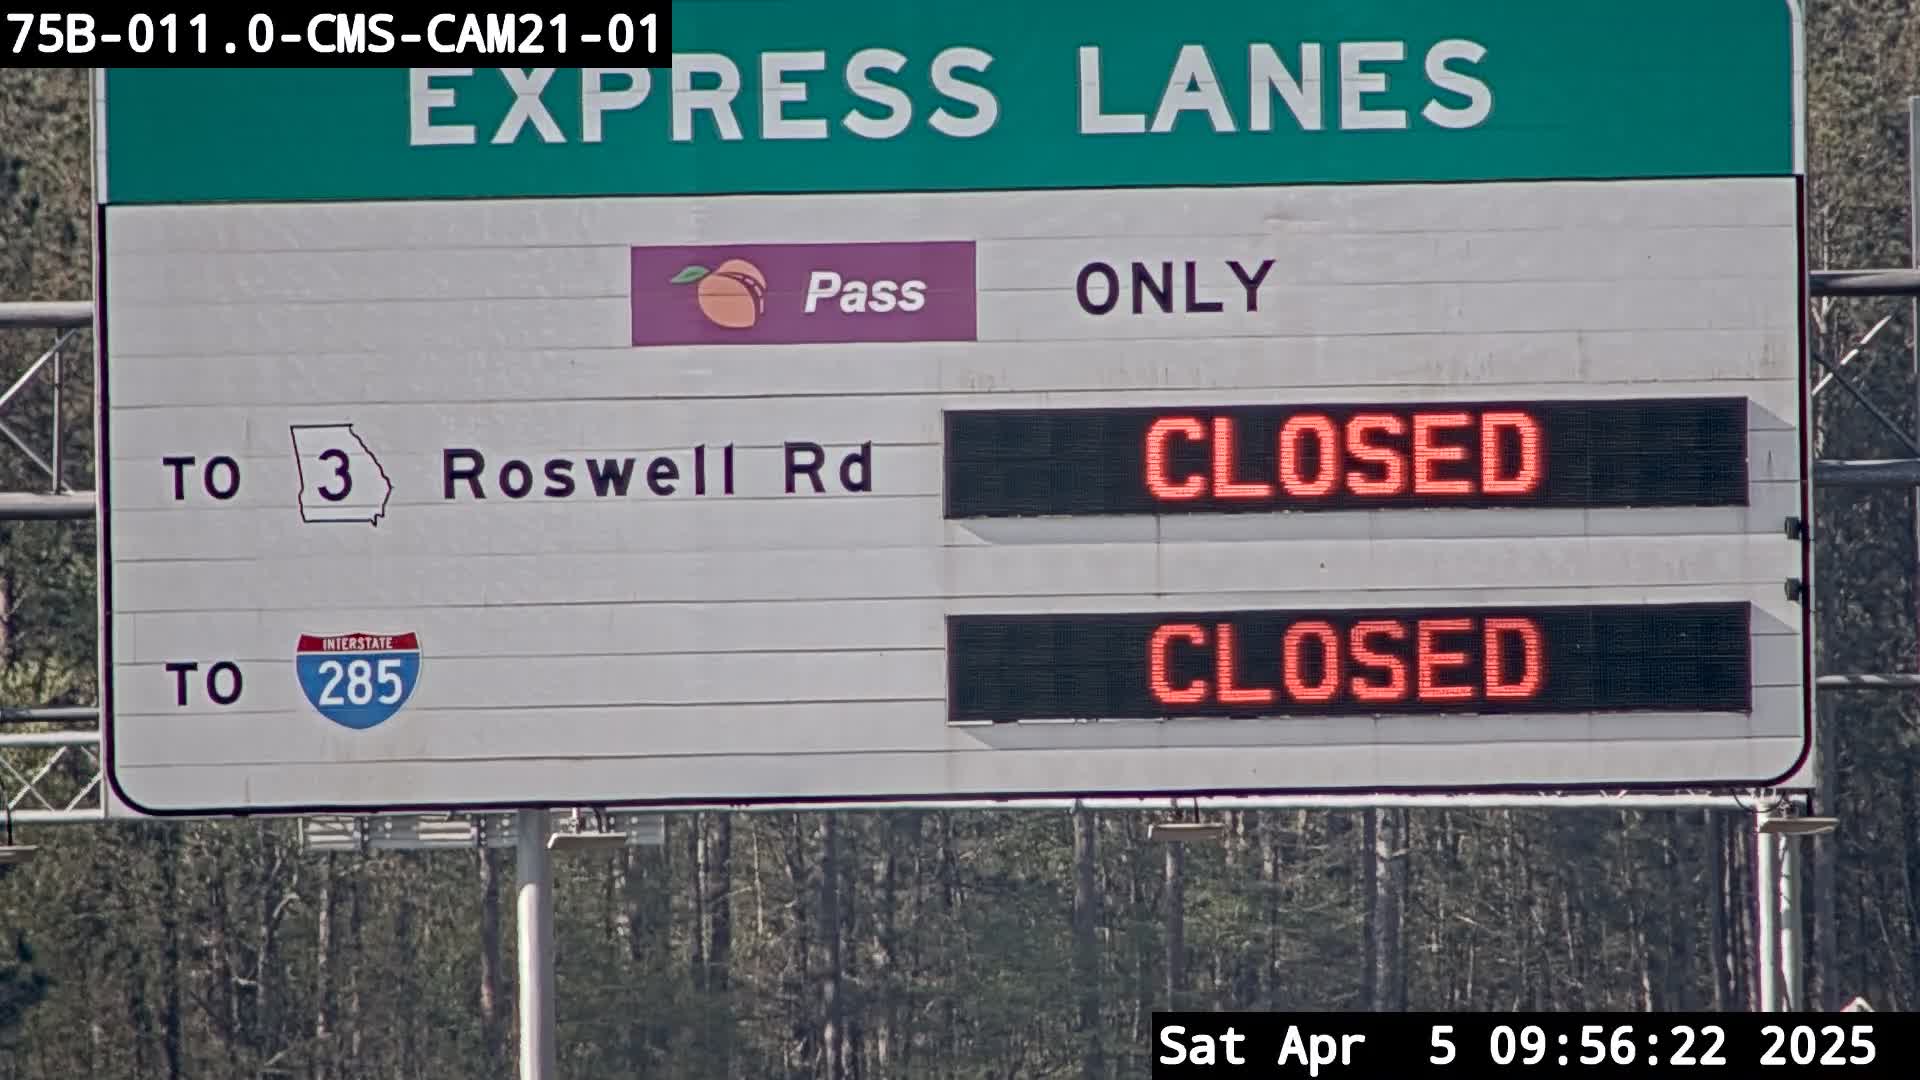 75B-011.0-CMS-CAM21-01
EXPRESS LANES
Pass ONLY
TO 3 Roswell Rd CLOSED
INTERSTATE
TO 285 CLOSED
Sat Apr 5 09:56:22 2025